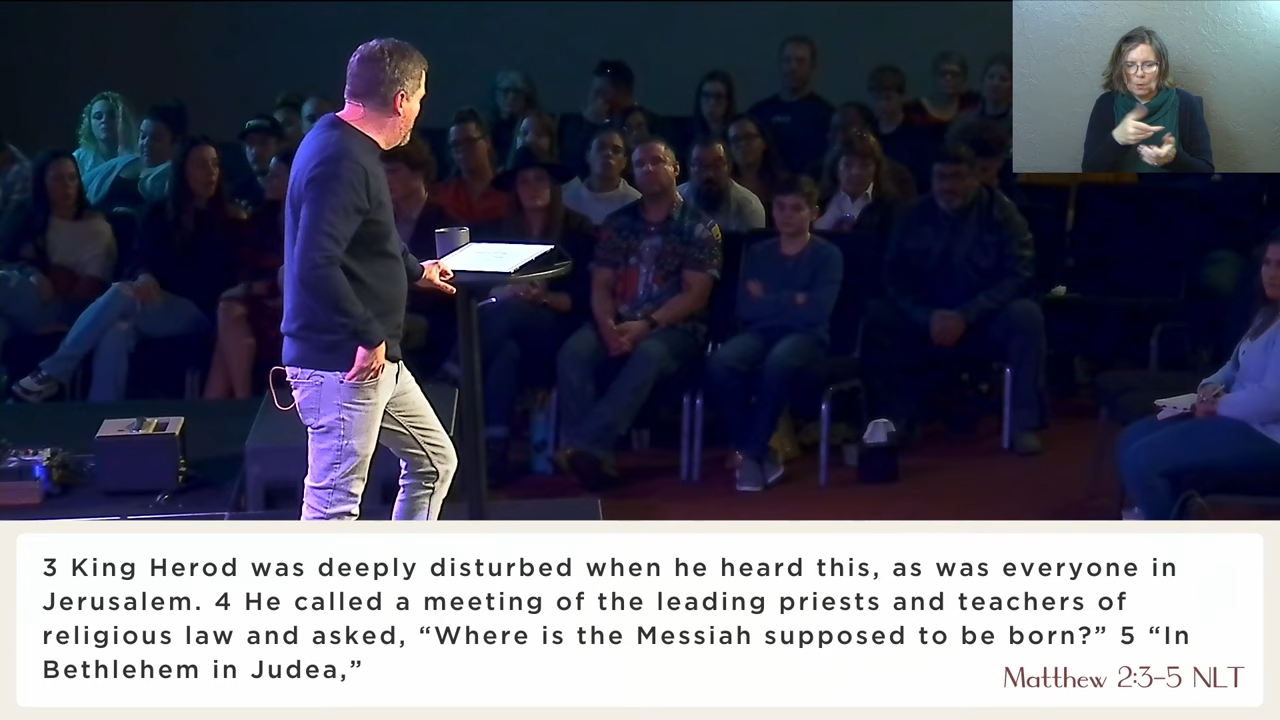 3 King Herod was deeply disturbed when he heard this, as was everyone in
Jerusalem. 4 He called a meeting of the leading priests and teachers of
religious law and asked, “Where is the Messiah supposed to be born?” 5 “In
Bethlehem in Judea,”
Matthew 2:3–5 NLT